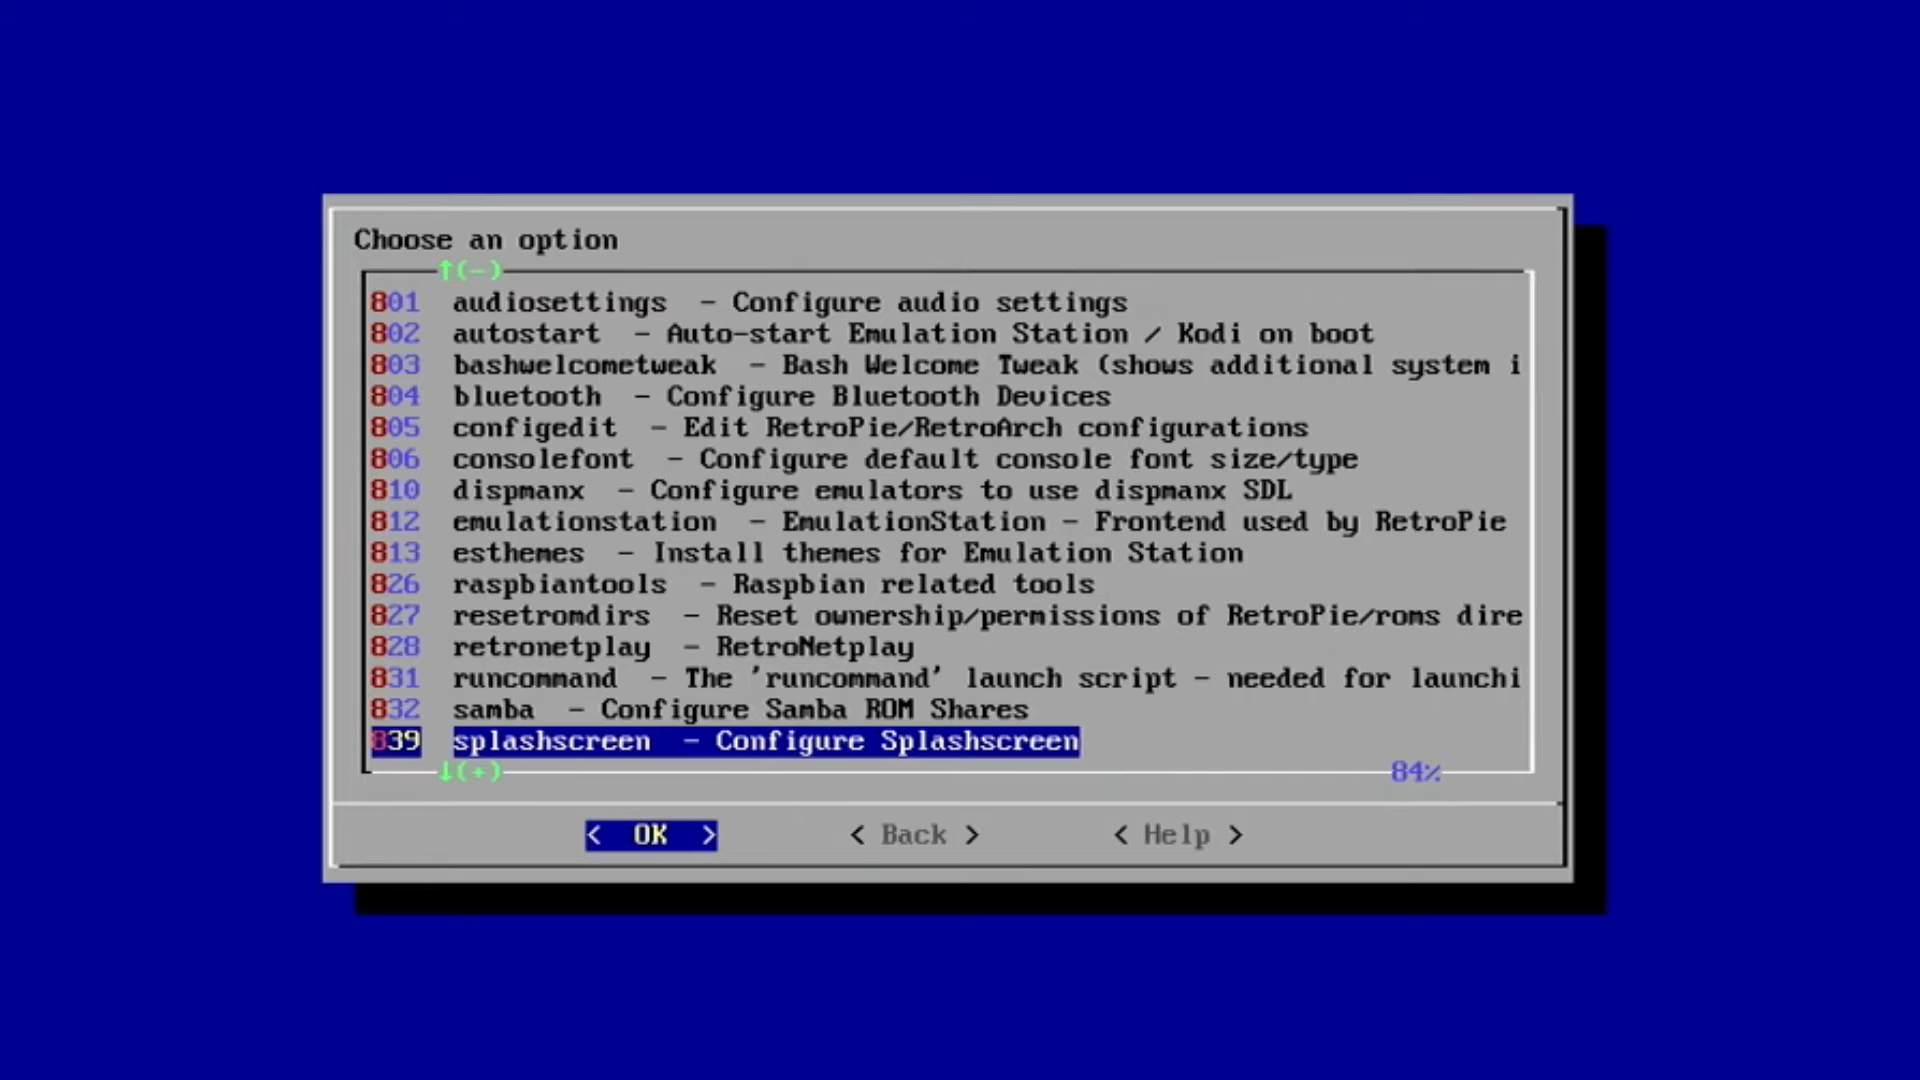 Choose an option
↑(-)
801 audiosettings - Configure audio settings
802 autostart - Auto-start Emulation Station / Kodi on boot
803 bashwelcometweak - Bash Welcome Tweak (shows additional system i
804 bluetooth - Configure Bluetooth Devices
805 configedit - Edit RetroPie/RetroArch configurations
806 consolefont - Configure default console font size/type
810 dispmanx - Configure emulators to use dispmanx SDL
812 emulationstation - EmulationStation - Frontend used by RetroPie
813 esthemes - Install themes for Emulation Station
826 raspbiantools - Raspbian related tools
827 resetromdirs - Reset ownership/permissions of RetroPie/roms dire
828 retronetplay - RetroNetplay
831 runcommand - The 'runcommand' launch script - needed for launchi
832 samba - Configure Samba ROM Shares
839 splashscreen - Configure Splashscreen
↓(+) 84%
< OK > < Back > < Help >